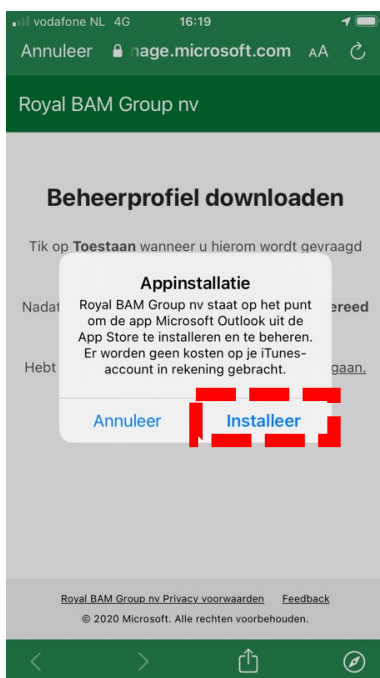 vodafone NL 4G 16:19
Annuleer nage.microsoft.com AA
Royal BAM Group nv
Beheerprofiel downloaden
Tik op Toestaan wanneer u hierom wordt gevraagd
Appinstallatie
Royal BAM Group nv staat op het punt
om de app Microsoft Outlook uit de
App Store te installeren en te beheren.
Er worden geen kosten op je iTunes-
account in rekening gebracht.
Hebt gaan.
Annuleer Installeer
Royal BAM Group nv Privacy voorwaarden Feedback
© 2020 Microsoft. Alle rechten voorbehouden.